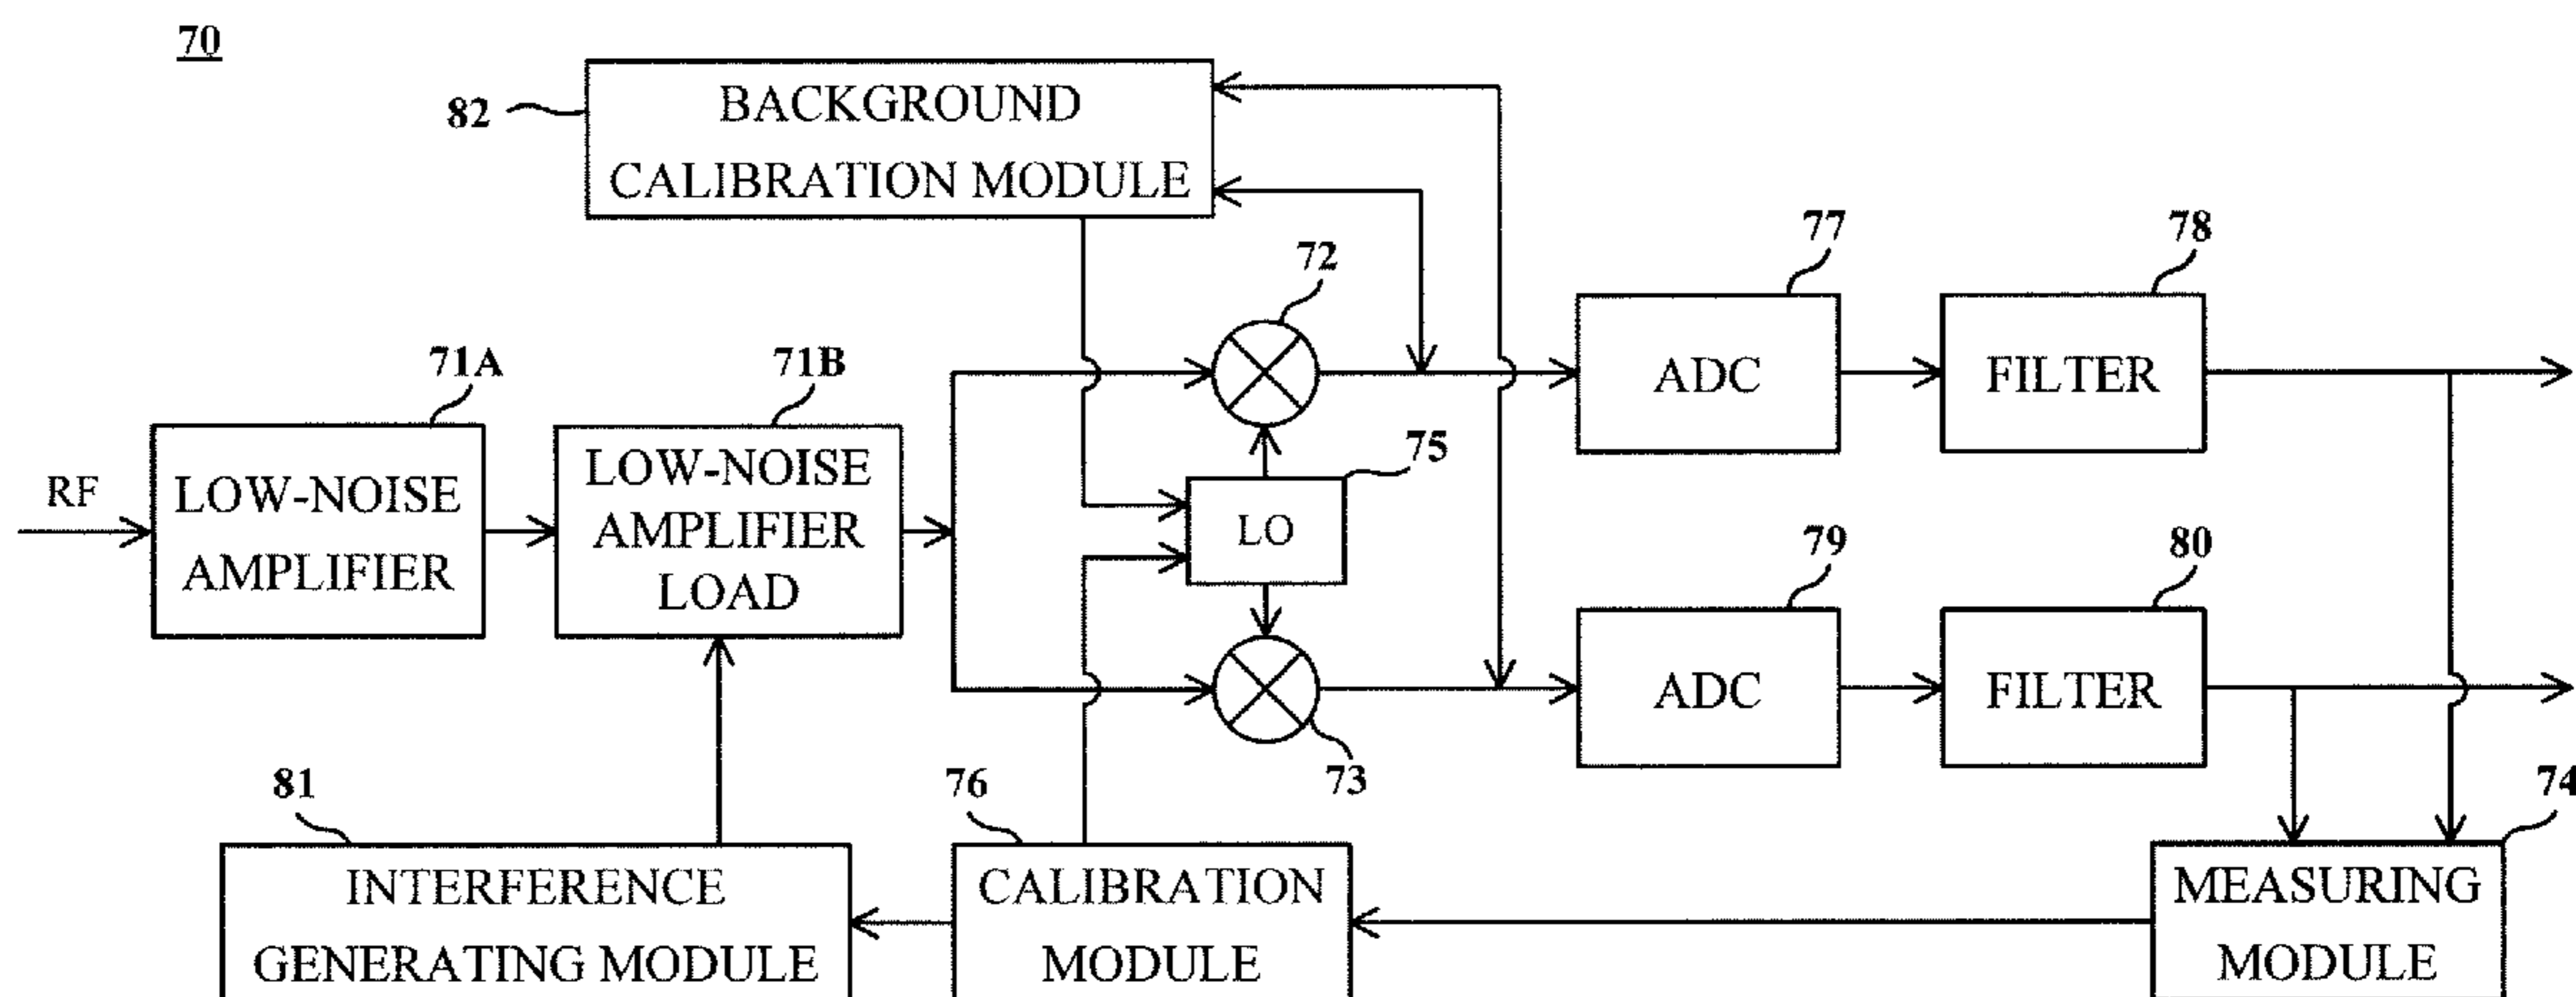 70
BACKGROUND
CALIBRATION MODULE
82
77
78
72
71A
71B
ADC
FILTER
RF
LOW-NOISE
AMPLIFIER
LOW-NOISE
AMPLIFIER
LOAD
75
LO
79
80
ADC
FILTER
73
81
76
74
INTERFERENCE
GENERATING MODULE
CALIBRATION
MODULE
MEASURING
MODULE